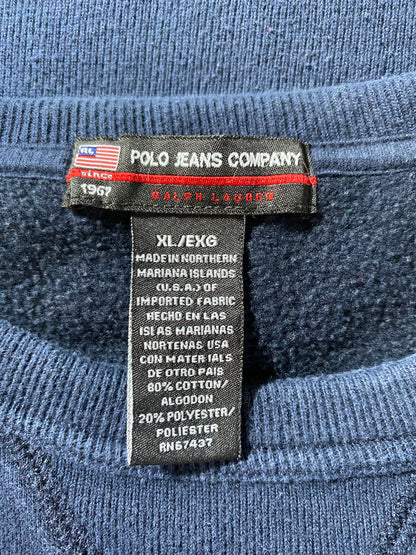 RL
POLO JEANS COMPANY
since
1967
RALPH LAUREN
XL/EXG
MADE IN NORTHERN
MARIANA ISLANDS
(U.S.A.) OF
IMPORTED FABRIC
HECHO EN LAS
ISLAS MARIANAS
NORTENAS USA
CON MATERIALS
DE OTRO PAIS
80% COTTON/
ALGODON
20% POLYESTER/
POLIESTER
RN67437